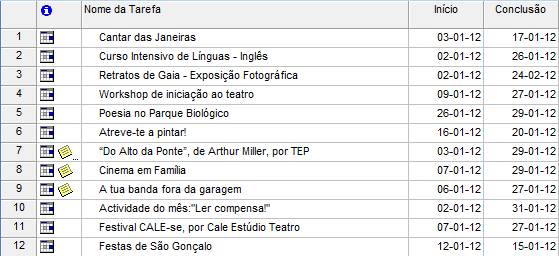 Nome da Tarefa Início Conclusão
1 Cantar das Janeiras 03-01-12 17-01-12
2 Curso Intensivo de Línguas - Inglês 02-01-12 26-01-12
3 Retratos de Gaia - Exposição Fotográfica 02-01-12 24-02-12
4 Workshop de iniciação ao teatro 09-01-12 27-01-12
5 Poesia no Parque Biológico 26-01-12 29-01-12
6 Atreve-te a pintar! 16-01-12 20-01-12
7 “Do Alto da Ponte”, de Arthur Miller, por TEP 03-01-12 29-01-12
8 Cinema em Família 07-01-12 29-01-12
9 A tua banda fora da garagem 06-01-12 27-01-12
10 Actividade do mês:"Ler compensa!" 02-01-12 31-01-12
11 Festival CALE-se, por Cale Estúdio Teatro 07-01-12 27-01-12
12 Festas de São Gonçalo 12-01-12 15-01-12